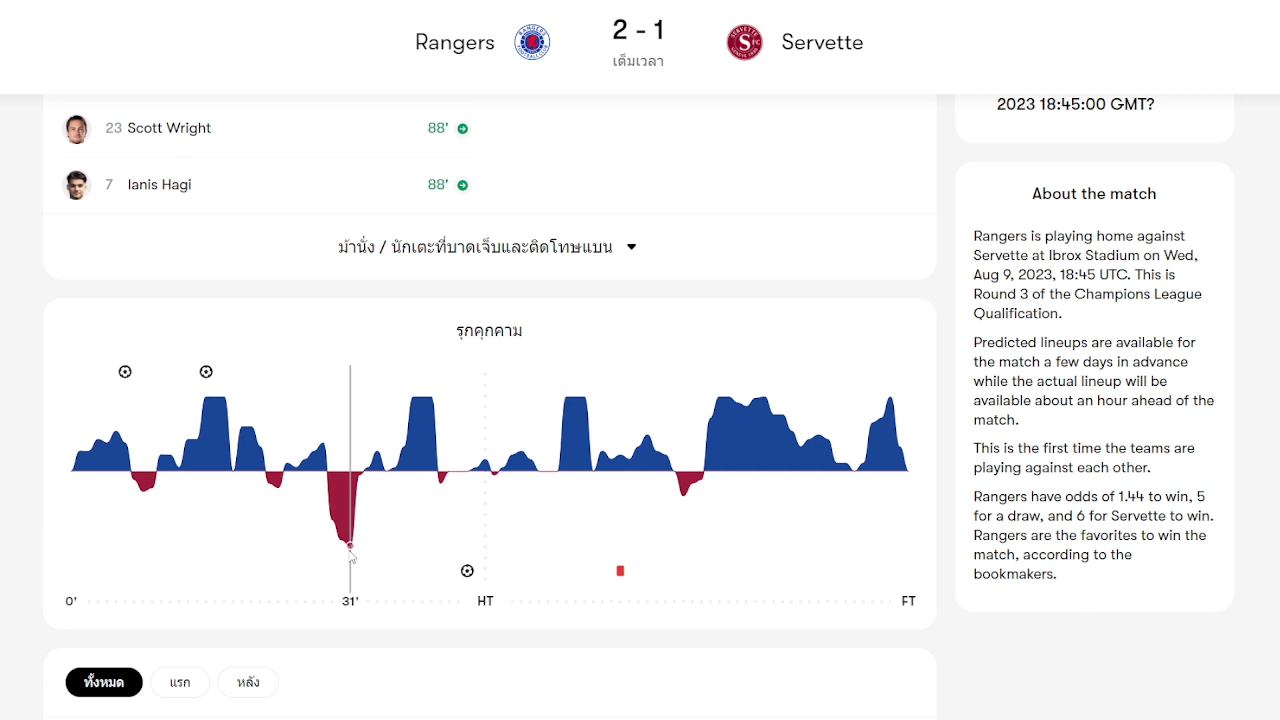 Rangers
2 - 1
Servette
เต็มเวลา
23 Scott Wright 88'
7 Ianis Hagi 88'
ม้านั่ง / นักเตะที่บาดเจ็บและติดโทษแบน
รุกคุกคาม
0' 31' HT FT
ทั้งหมด แรก หลัง
2023 18:45:00 GMT?
About the match
Rangers is playing home against
Servette at Ibrox Stadium on Wed,
Aug 9, 2023, 18:45 UTC. This is
Round 3 of the Champions League
Qualification.
Predicted lineups are available for
the match a few days in advance
while the actual lineup will be
available about an hour ahead of the
match.
This is the first time the teams are
playing against each other.
Rangers have odds of 1.44 to win, 5
for a draw, and 6 for Servette to win.
Rangers are the favorites to win the
match, according to the
bookmakers.